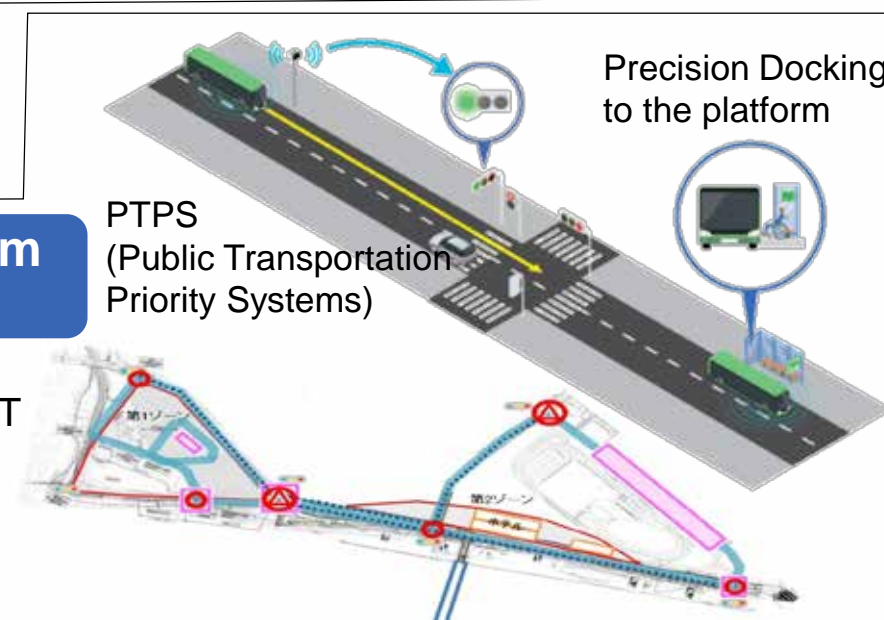 Precision Docking
to the platform
PTPS
(Public Transportation
Priority Systems)
m
T
第1ゾーン
第2ゾーン
ホテル